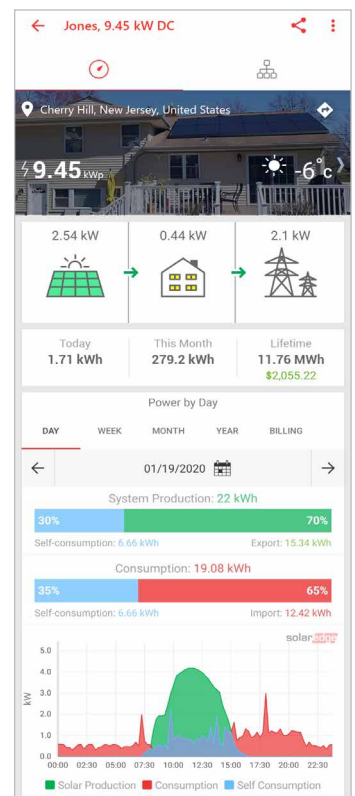 Jones, 9.45 kW DC
Cherry Hill, New Jersey, United States
9.45 kWp
-6°c
2.54 kW 0.44 kW 2.1 kW
Today This Month Lifetime
1.71 kWh 279.2 kWh 11.76 MWh
$2,055.22
Power by Day
DAY WEEK MONTH YEAR BILLING
01/19/2020
System Production: 22 kWh
30% 70%
Self-consumption: 6.66 kWh Export: 15.34 kWh
Consumption: 19.08 kWh
35% 65%
Self-consumption: 6.66 kWh Import: 12.42 kWh
solaredge
5.0
4.0
3.0
kW
2.0
1.0
0.0
00:00 02:30 05:00 07:30 10:00 12:30 15:00 17:30 20:00 22:30
Solar Production Consumption Self Consumption